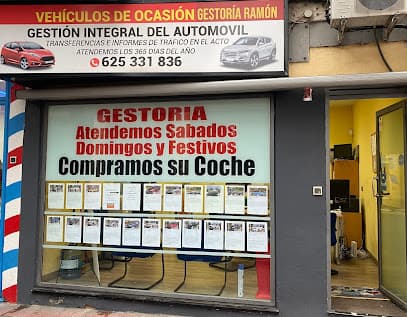 VEHÍCULOS DE OCASIÓN GESTORÍA RAMÓN
GESTIÓN INTEGRAL DEL AUTOMOVIL
TRANSFERENCIAS E INFORMES DE TRAFICO EN EL ACTO
ATENDEMOS LOS 365 DIAS DEL AÑO
625 331 836
GESTORIA
Atendemos Sabados
Domingos y Festivos
Compramos su Coche